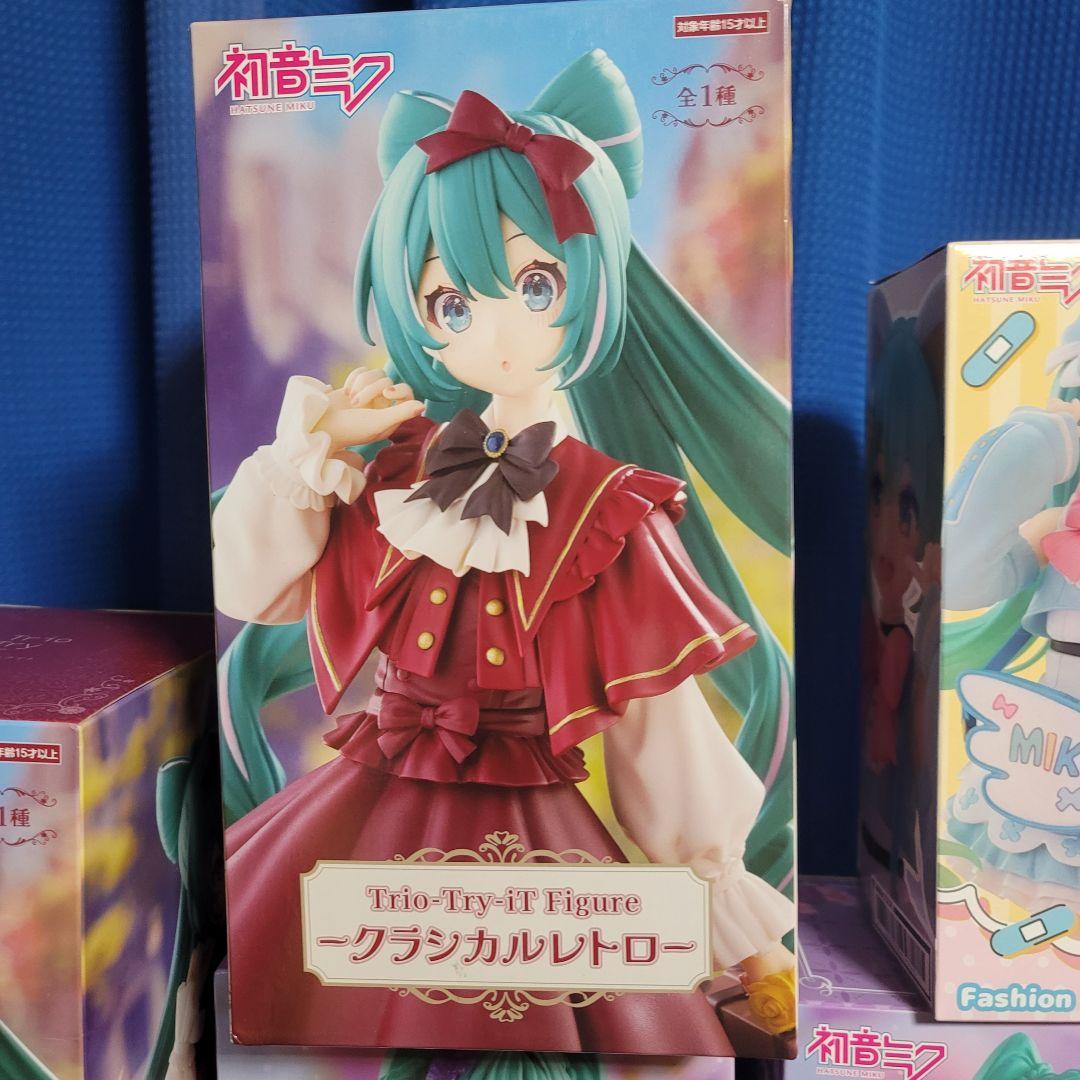 初音ミク
HATSUNE MIKU
対象年齢15才以上
全1種
Trio-Try-iT Figure
～クラシカルレトロ～
年齢15才以上
1種
初音ミク
HATSUNE MIKU
MIK
Fashion
初音ミク
HATSUNE MIKU